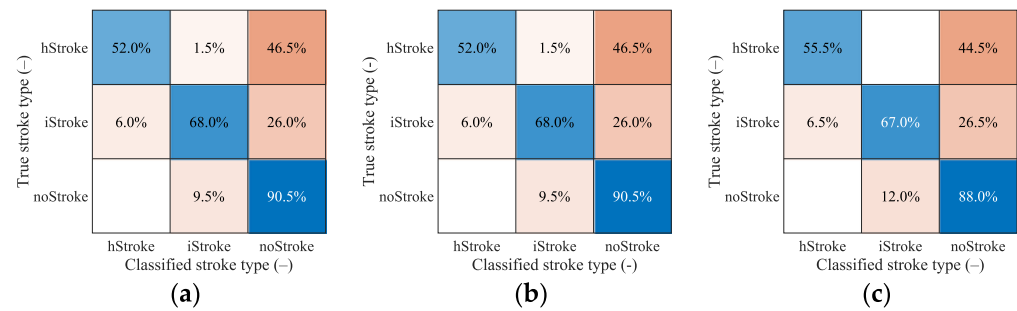 True stroke type (–)
hStroke 52.0% 1.5% 46.5%
iStroke 6.0% 68.0% 26.0%
noStroke 9.5% 90.5%
hStroke iStroke noStroke
Classified stroke type (–)
(a)
True stroke type (-)
hStroke 52.0% 1.5% 46.5%
iStroke 6.0% 68.0% 26.0%
noStroke 9.5% 90.5%
hStroke iStroke noStroke
Classified stroke type (-)
(b)
True stroke type (–)
hStroke 55.5% 44.5%
iStroke 6.5% 67.0% 26.5%
noStroke 12.0% 88.0%
hStroke iStroke noStroke
Classified stroke type (–)
(c)